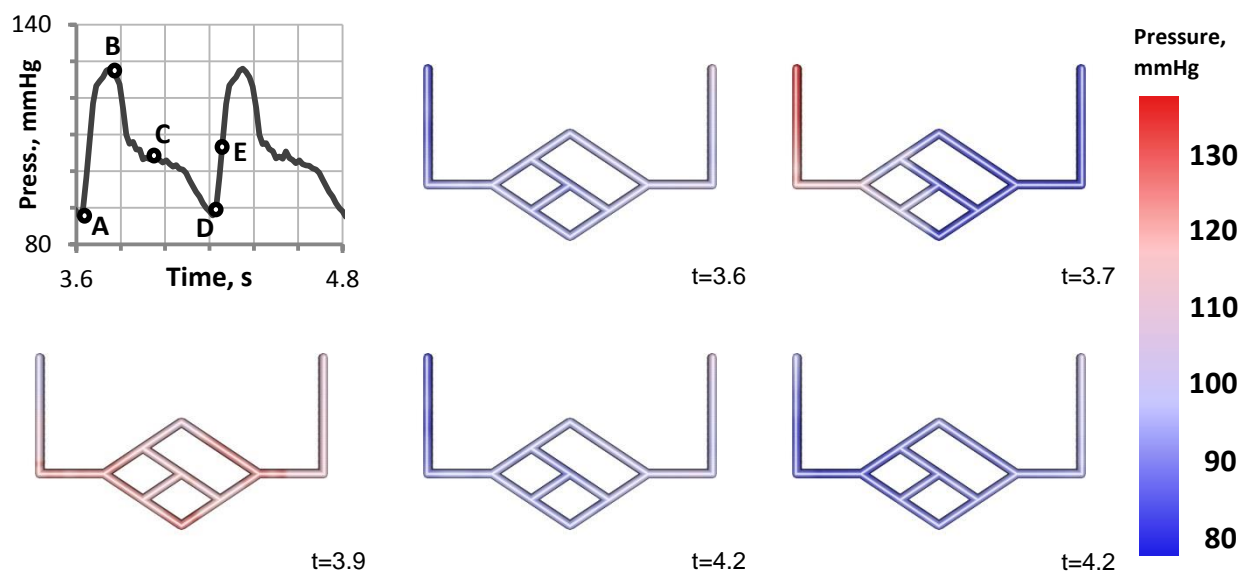 140
B
Press., mmHg
C
E
A
D
80
3.6
Time, s
4.8
t=3.6
t=3.7
Pressure,
mmHg
130
120
110
100
90
80
t=3.9
t=4.2
t=4.2